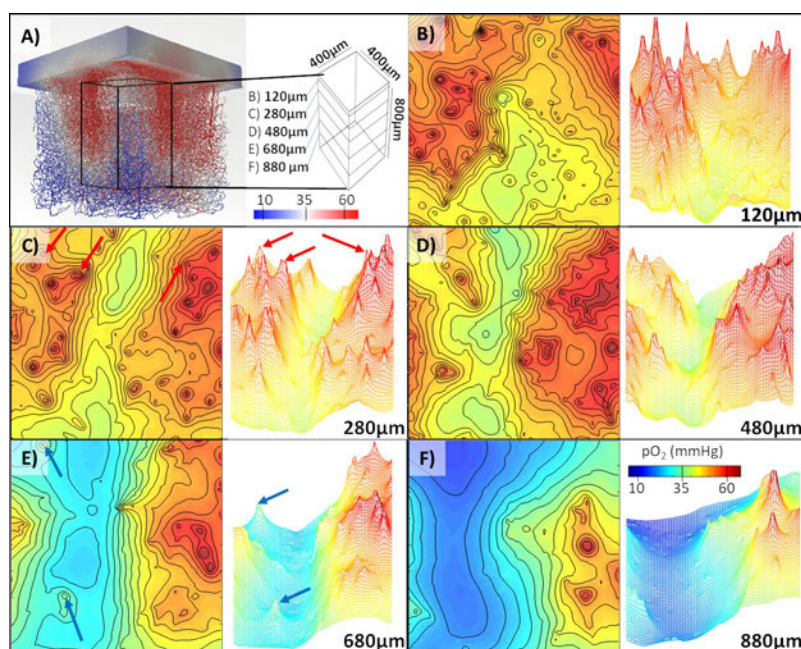 A)
400µm
400µm
B) 120µm
C) 280µm
D) 480µm
E) 680µm
F) 880 µm
800µm
10 35 60
B)
120µm
C)
280µm
D)
480µm
E)
680µm
F)
pO₂ (mmHg)
10 35 60
880µm